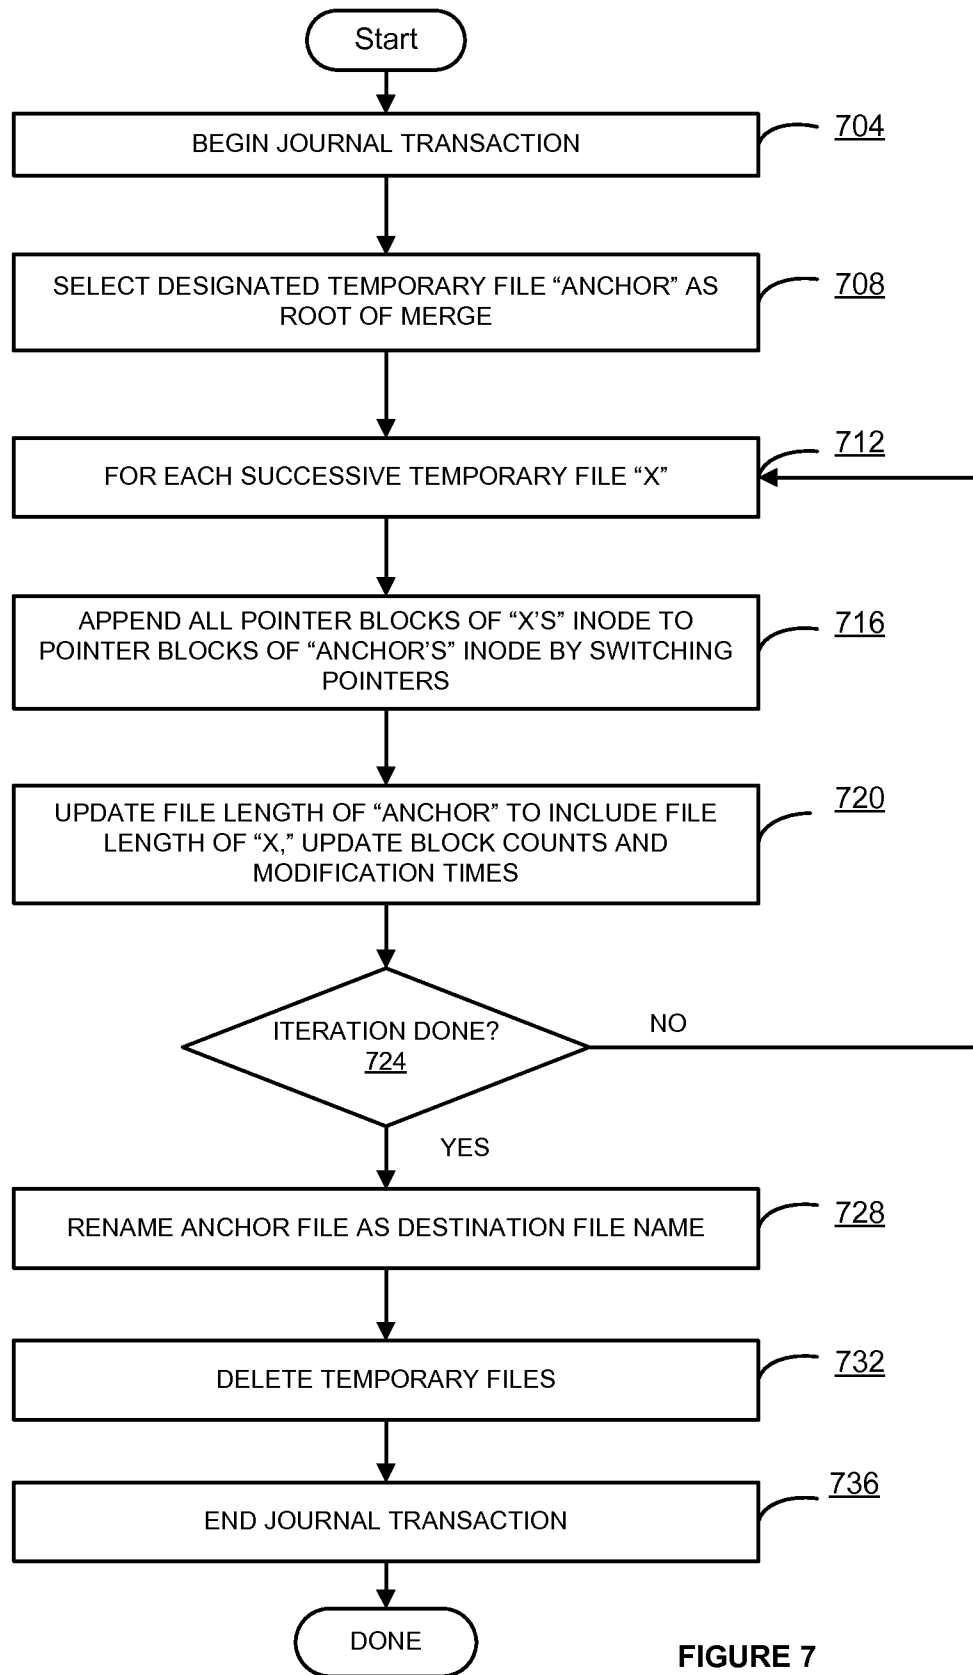 Start
BEGIN JOURNAL TRANSACTION
704
SELECT DESIGNATED TEMPORARY FILE “ANCHOR” AS
ROOT OF MERGE
708
FOR EACH SUCCESSIVE TEMPORARY FILE “X”
712
APPEND ALL POINTER BLOCKS OF “X’S” INODE TO
POINTER BLOCKS OF “ANCHOR’S” INODE BY SWITCHING
POINTERS
716
UPDATE FILE LENGTH OF “ANCHOR” TO INCLUDE FILE
LENGTH OF “X,” UPDATE BLOCK COUNTS AND
MODIFICATION TIMES
720
ITERATION DONE?
724
NO
YES
RENAME ANCHOR FILE AS DESTINATION FILE NAME
728
DELETE TEMPORARY FILES
732
END JOURNAL TRANSACTION
736
DONE
FIGURE 7